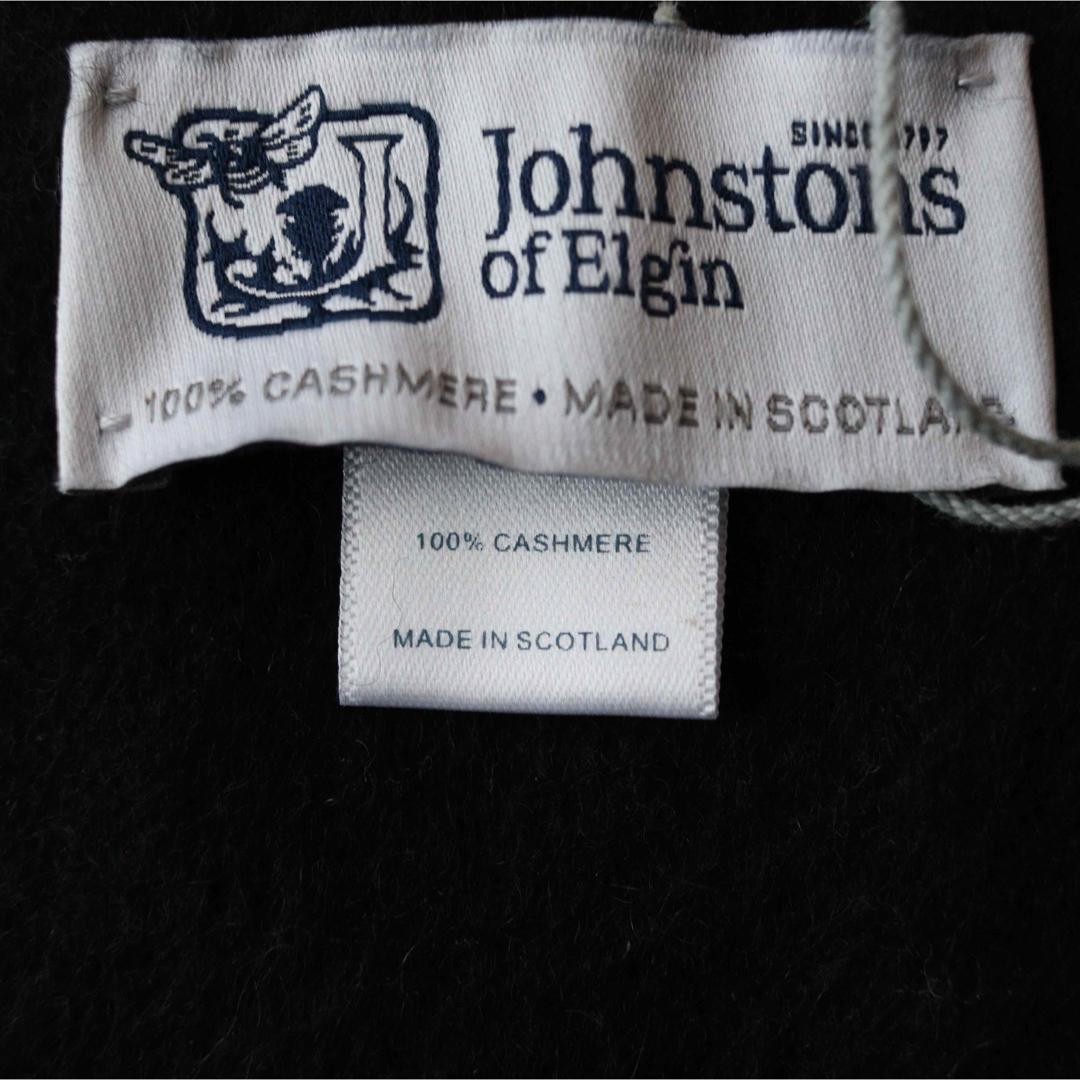 SINCE 1797
Johnstons
of Elgin
100% CASHMERE • MADE IN SCOTLAND
100% CASHMERE
MADE IN SCOTLAND